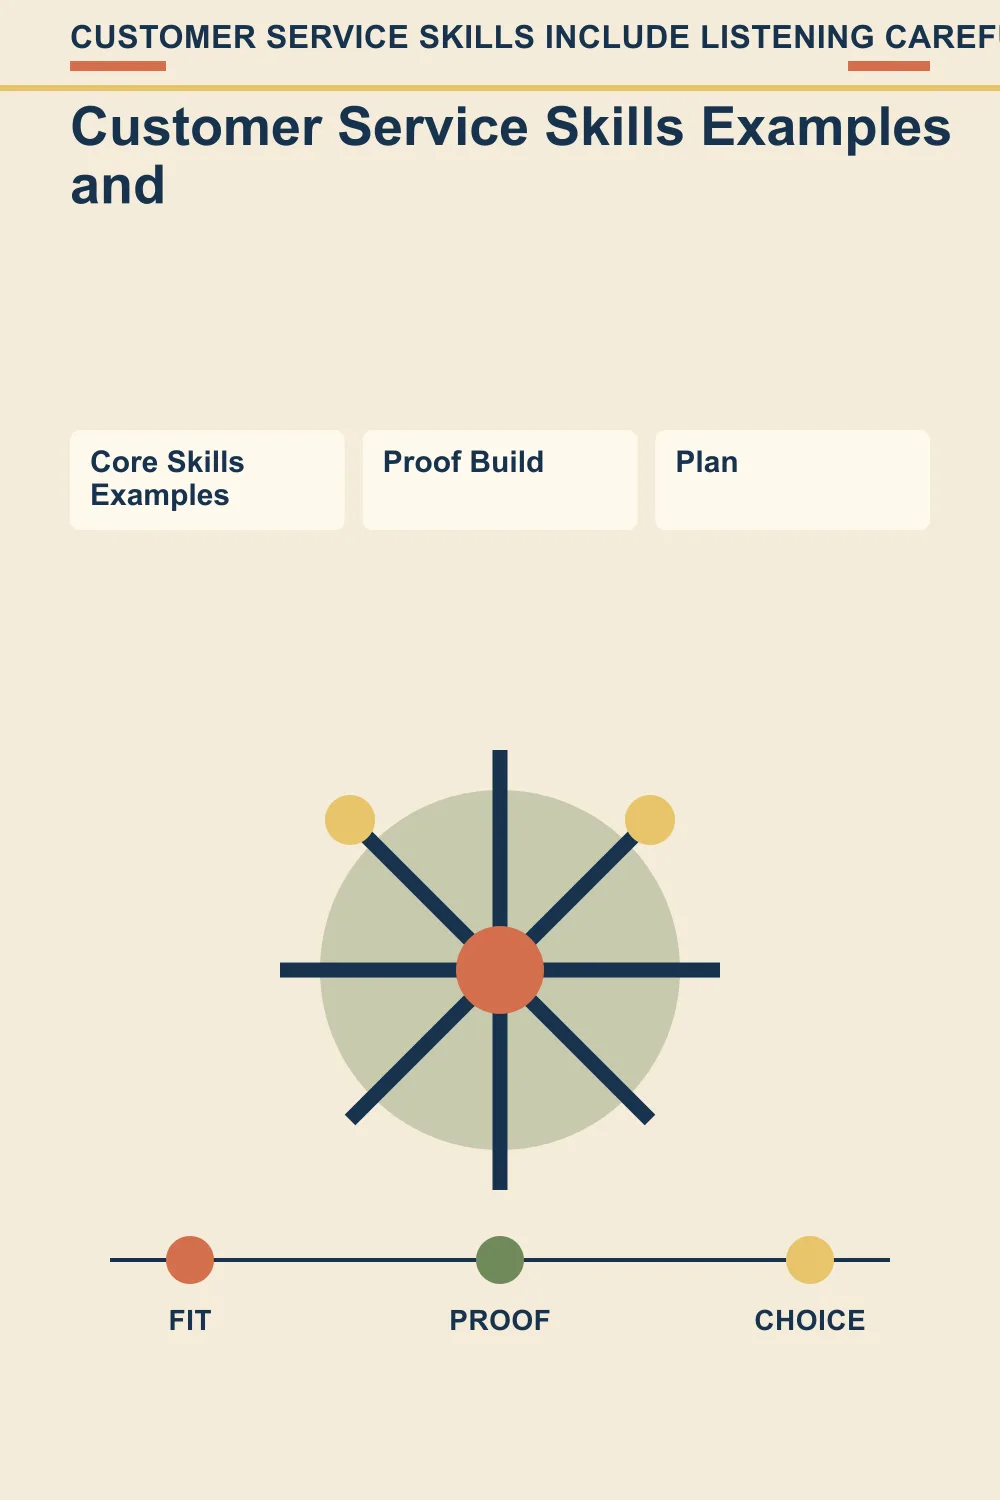 CUSTOMER SERVICE SKILLS INCLUDE LISTENING
Customer Service Skills Examples
and
Core Skills
Examples
Proof Build
Plan
FIT
PROOF
CHOICE